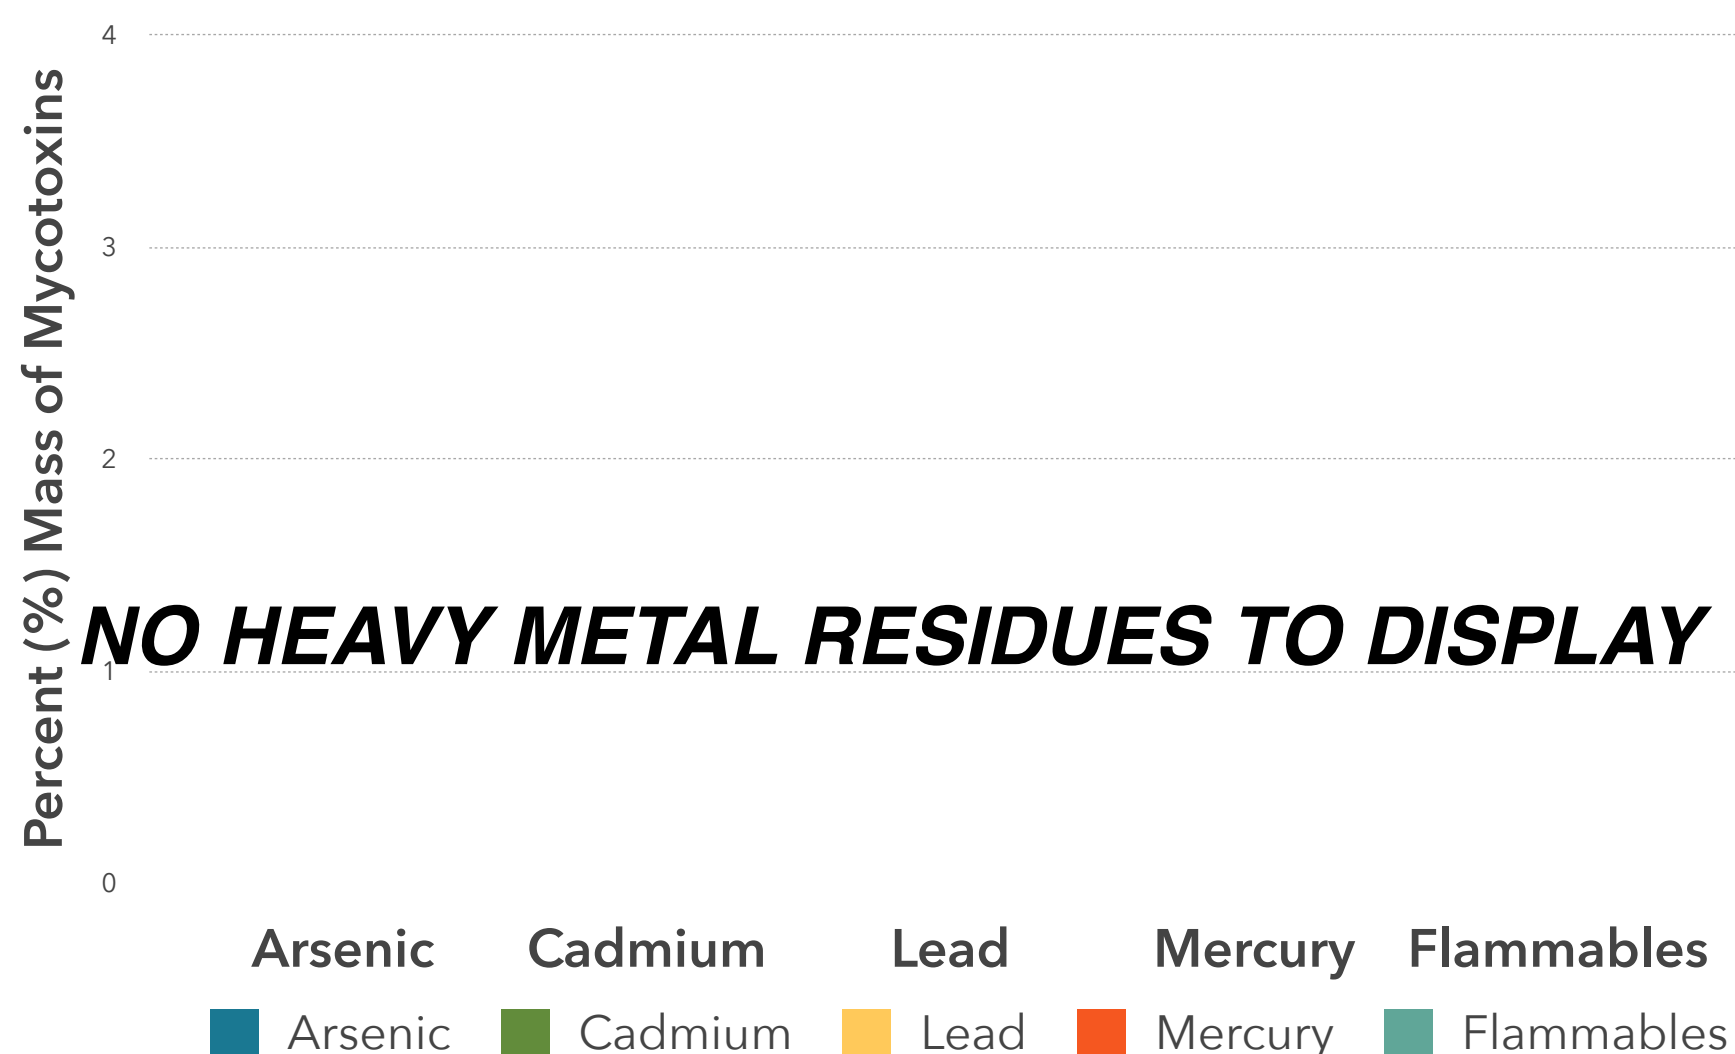 Percent (%) Mass of Mycotoxins
4
3
2
NO HEAVY METAL RESIDUES TO DISPLAY
1
0
Arsenic Cadmium Lead Mercury Flammables
Arsenic Cadmium Lead Mercury Flammables